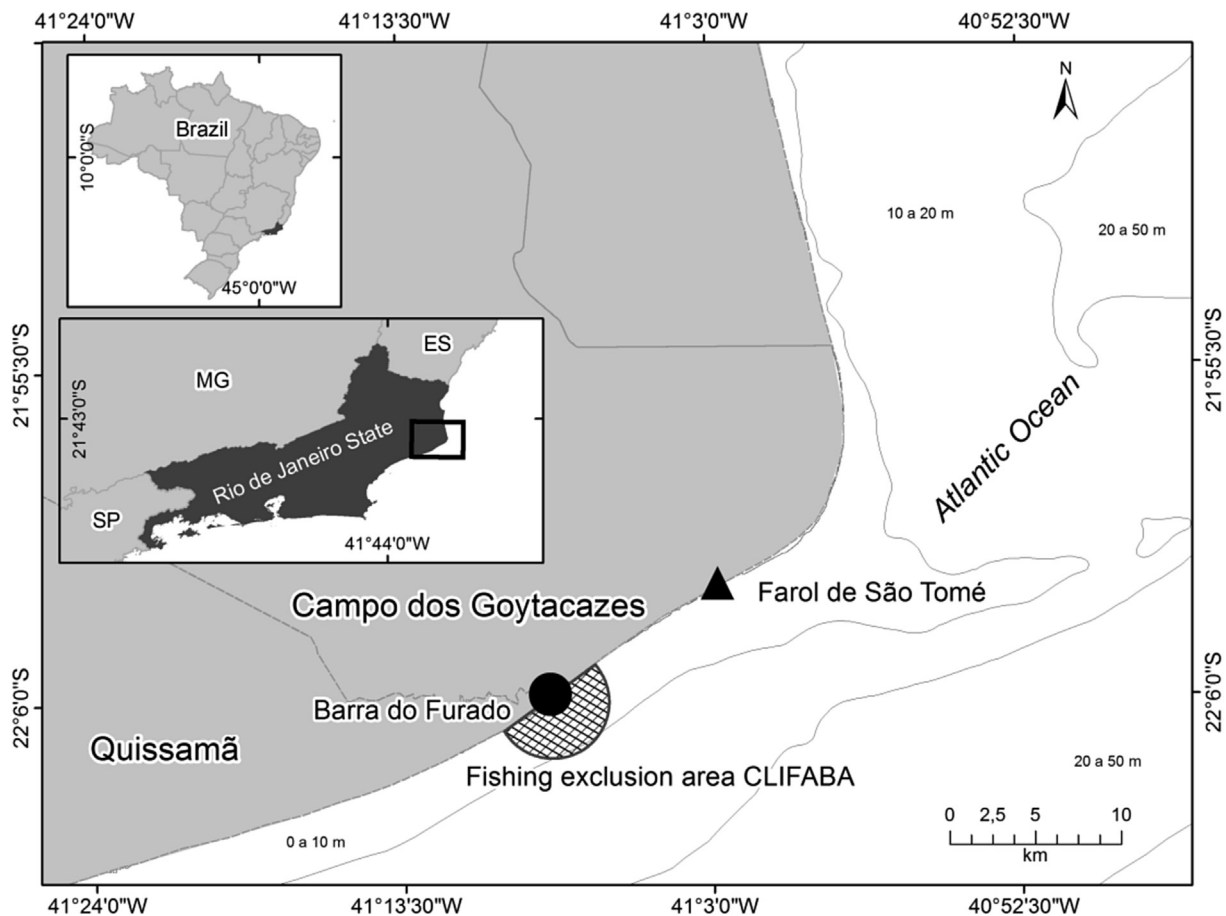 41°24'0"W 41°13'30"W 41°3'0"W 40°52'30"W
N
Brazil
10°0'0"S
45°0'0"W
10 a 20 m
20 a 50 m
21°55'30"S
21°55'30"S
ES
MG
21°43'0"S
Rio de Janeiro State
SP
41°44'0"W
Atlantic Ocean
Campo dos Goytacazes
Farol de São Tomé
22°6'0"S
22°6'0"S
Barra do Furado
Quissamã
Fishing exclusion area CLIFABA
20 a 50 m
0 a 10 m
0 2,5 5 10
km
41°24'0"W 41°13'30"W 41°3'0"W 40°52'30"W